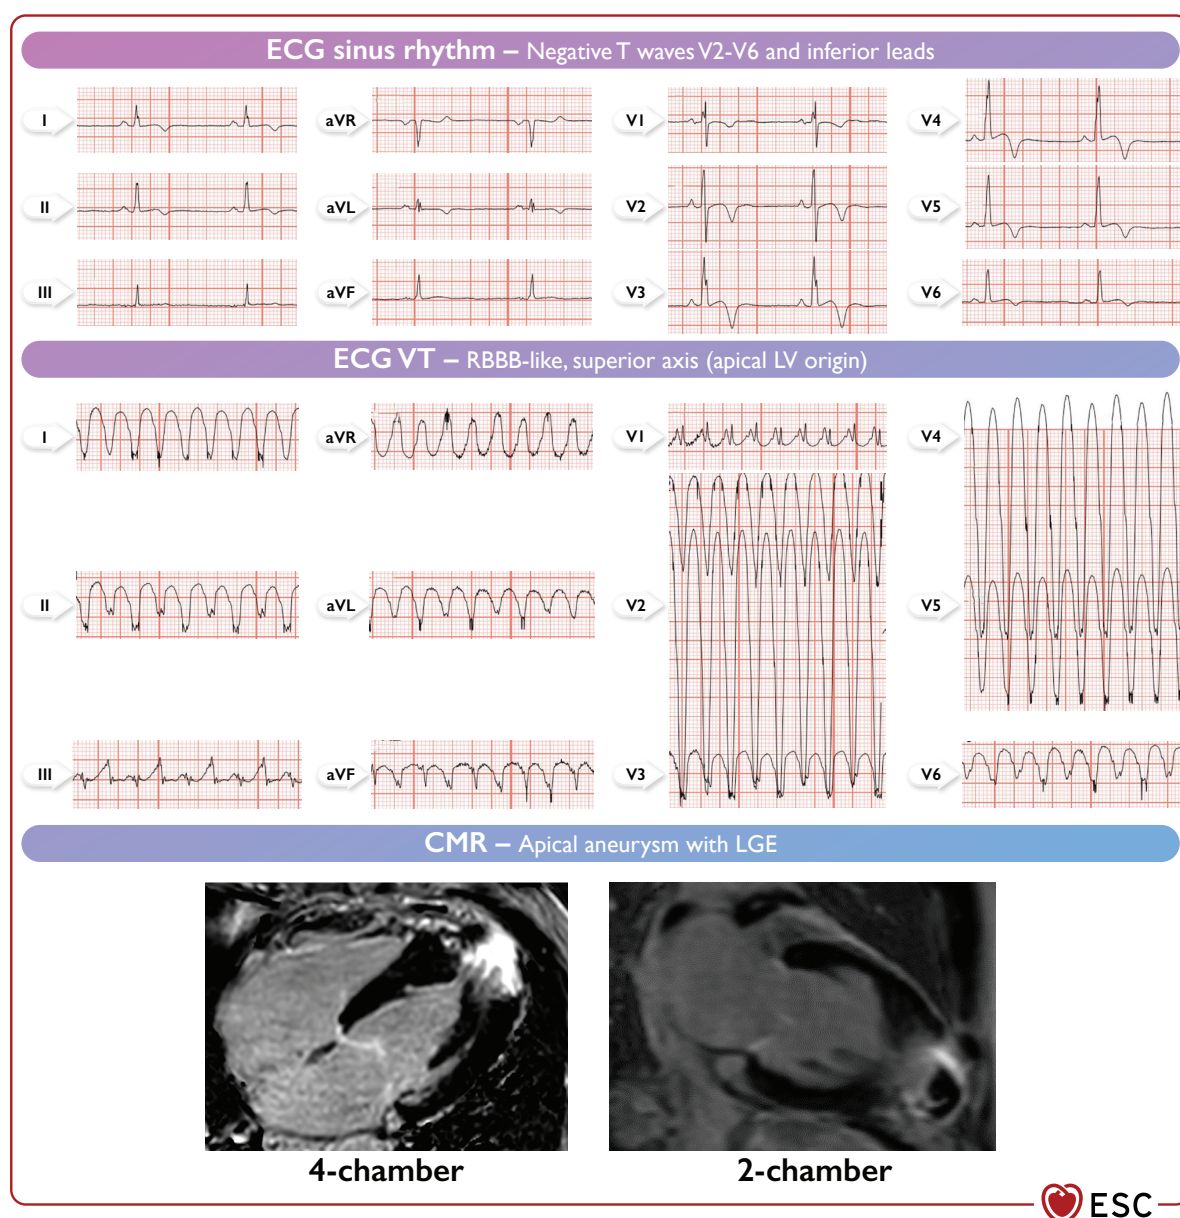 ECG sinus rhythm – Negative T waves V2-V6 and inferior leads
I
aVR
V1
V4
II
aVL
V2
V5
III
aVF
V3
V6
ECG VT – RBBB-like, superior axis (apical LV origin)
I
aVR
V1
V4
II
aVL
V2
V5
III
aVF
V3
V6
CMR – Apical aneurysm with LGE
4-chamber
2-chamber
ESC